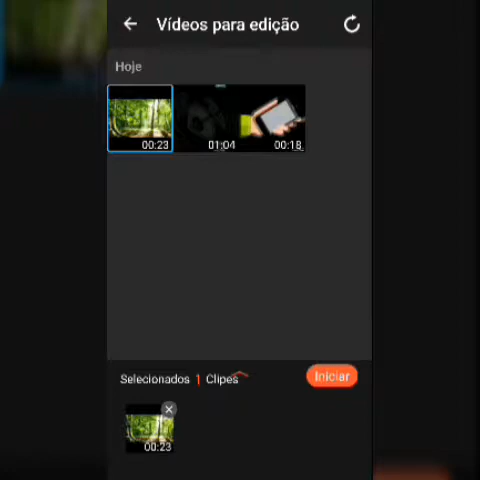 Vídeos para edição
Hoje
00:23
01:04
00:18
Selecionados 1 Clipes
Iniciar
00:23